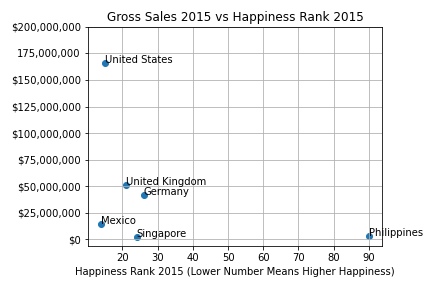 Gross Sales 2015 vs Happiness Rank 2015
$200,000,000
175,000,000
$150,000,000
$125,000,000
$100,000,000
$75,000,000
$50,000,000
$25,000,000
$0
United States
United Kingdom
Germany
Mexico
Singapore
Philippines
20 30 40 50 60 70 80 90
Happiness Rank 2015 (Lower Number Means Higher Happiness)